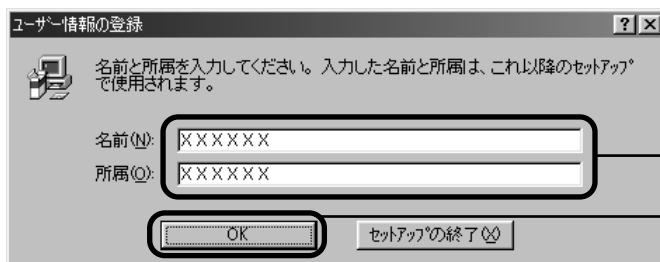 ﾕｰｻﾞｰ情報の登録
名前と所属を入力してください。入力した名前と所属は、これ以降のｾｯﾄｱｯﾌﾟ
で使用されます。
名前(N): XXXXXX
所属(O): XXXXXX
OK ｾｯﾄｱｯﾌﾟの終了(X)